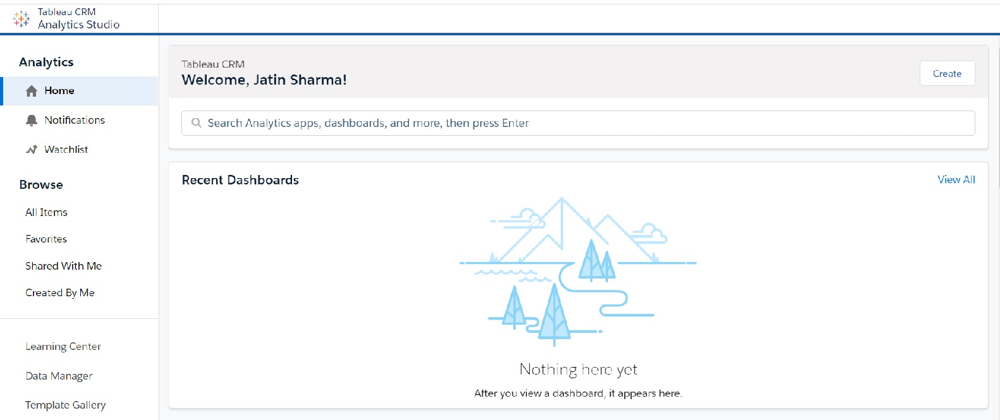 Tableau CRM
Analytics Studio
Analytics
Home
Notifications
Watchlist
Browse
All Items
Favorites
Shared With Me
Created By Me
Learning Center
Data Manager
Template Gallery
Tableau CRM
Welcome, Jatin Sharma!
Create
Search Analytics apps, dashboards, and more, then press Enter
Recent Dashboards
View All
Nothing here yet
After you view a dashboard, it appears here.